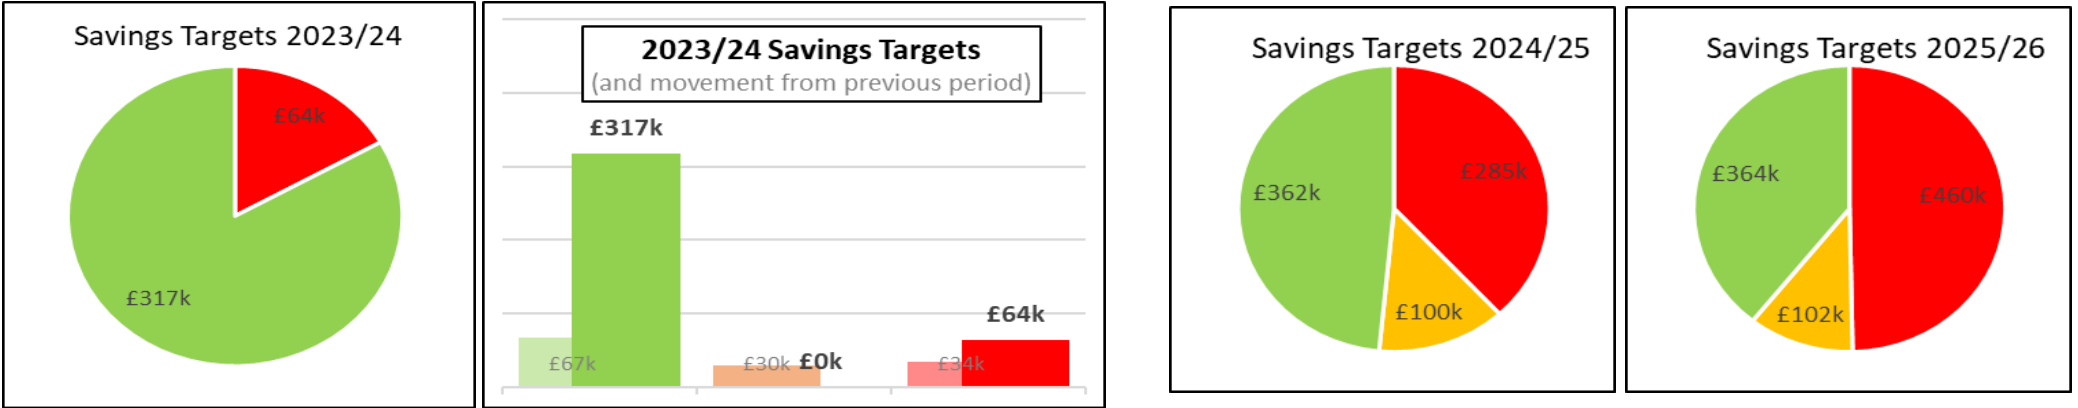 Savings Targets 2023/24
£64k
£317k
2023/24 Savings Targets
(and movement from previous period)
£317k
£64k
£67k
£30k
£0k
£34k
Savings Targets 2024/25
£285k
£362k
£100k
Savings Targets 2025/26
£364k
£460k
£102k